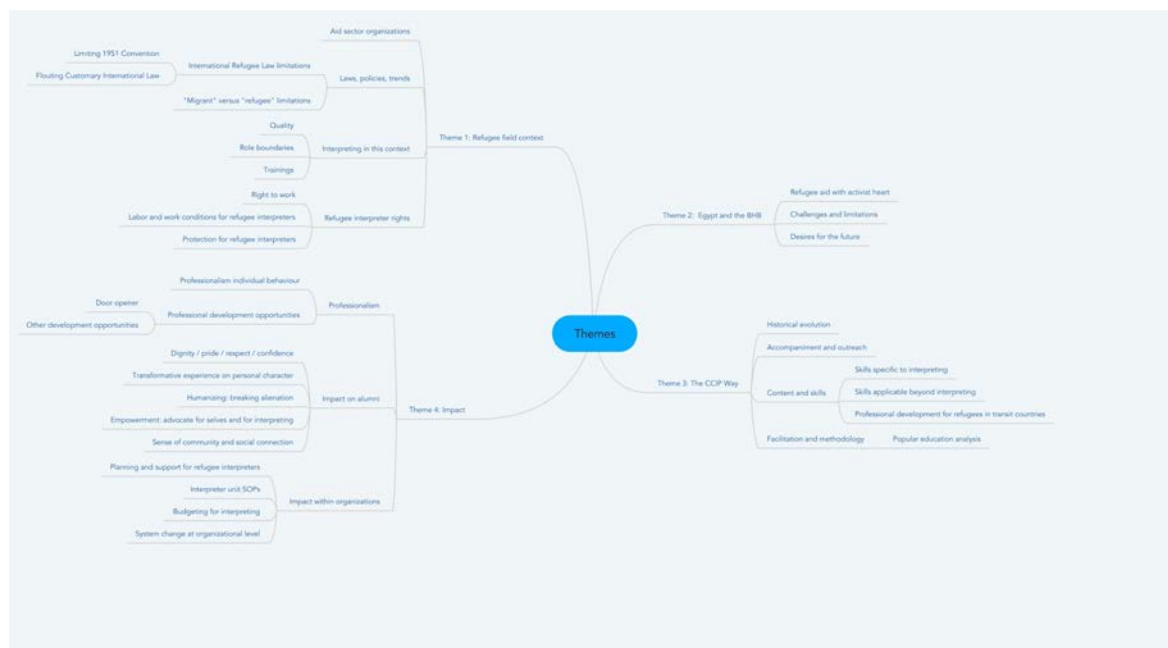 Themes
Theme 1: Refugee field context
Aid sector organizations
Laws, policies, trends
International Refugee Law limitations
Limiting 1951 Convention
Flouting Customary International Law
"Migrant" versus "refugee" limitations
Interpreting in this context
Quality
Role boundaries
Trainings
Refugee interpreter rights
Right to work
Labor and work conditions for refugee interpreters
Protection for refugee interpreters
Theme 2: Egypt and the BHB
Refugee aid with activist heart
Challenges and limitations
Desires for the future
Theme 3: The CCIP Way
Historical evolution
Accompaniment and outreach
Content and skills
Skills specific to interpreting
Skills applicable beyond interpreting
Professional development for refugees in transit countries
Facilitation and methodology
Popular education analysis
Theme 4: Impact
Professionalism
Professionalism individual behaviour
Professional development opportunities
Door opener
Other development opportunities
Impact on alumni
Dignity / pride / respect / confidence
Transformative experience on personal character
Humanizing: breaking alienation
Empowerment: advocate for selves and for interpreting
Sense of community and social connection
Impact within organizations
Planning and support for refugee interpreters
Interpreter unit SOPs
Budgeting for interpreting
System change at organizational level